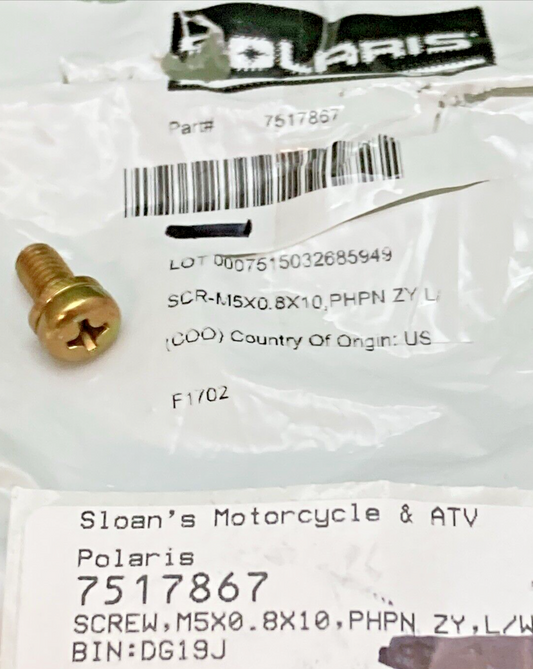 POLARIS
Part# 7517867
LOT 0007515032685949
SCR-M5X0.8X10,PHPN ZY L/
(COO) Country Of Origin: US
F1702
Sloan's Motorcycle & ATV
Polaris
7517867
SCREW,M5X0.8X10,PHPN ZY,L/W
BIN:DG19J